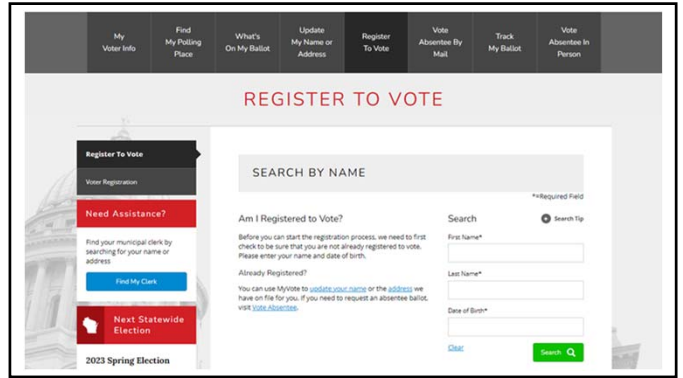 My
Voter Info
Find
My Polling
Place
What's
On My Ballot
Update
My Name or
Address
Register
To Vote
Vote
Absentee By
Mail
Track
My Ballot
Vote
Absentee In
Person
REGISTER TO VOTE
Register To Vote
Voter Registration
Need Assistance?
Find your municipal clerk by
searching for your name or
address
Find My Clerk
Next Statewide
Election
2023 Spring Election
SEARCH BY NAME
*=Required Field
Am I Registered to Vote?
Before you can start the registration process, we need to first
check to be sure that you are not already registered to vote.
Please enter your name and date of birth.
Already Registered?
You can use MyVote to update your name or the address we
have on file for you. If you need to request an absentee ballot,
visit Vote Absentee.
Search
Search Tip
First Name*
Last Name*
Date of Birth*
Clear
Search